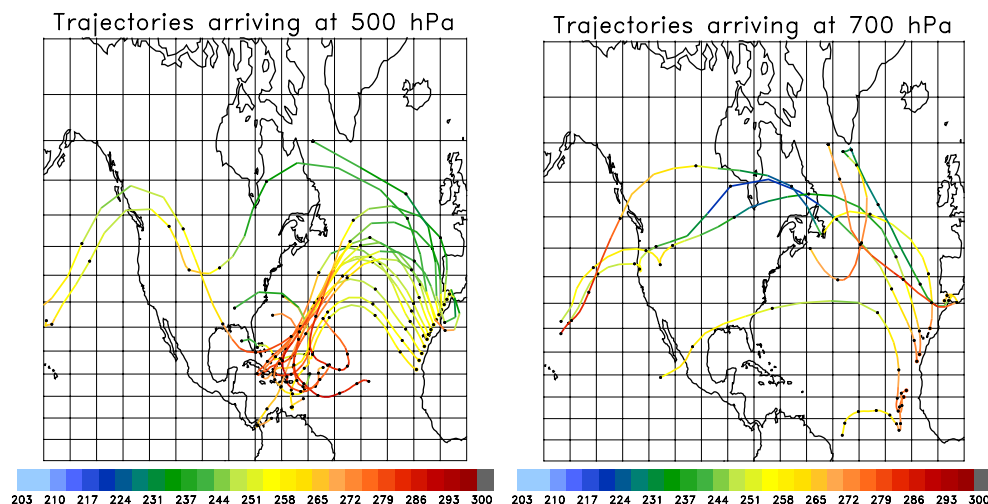 Trajectories arriving at 500 hPa
Trajectories arriving at 700 hPa
203 210 217 224 231 237 244 251 258 265 272 279 286 293 300
203 210 217 224 231 237 244 251 258 265 272 279 286 293 300